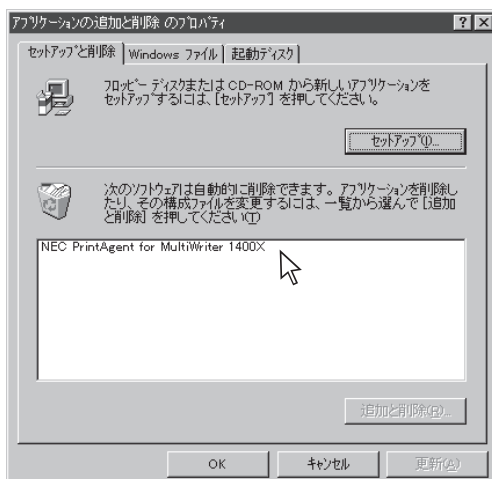 ｱﾌﾟﾘｹｰｼｮﾝの追加と削除 のﾌﾟﾛﾊﾟﾃｨ
ｾｯﾄｱｯﾌﾟと削除 Windows ﾌｧｲﾙ 起動ﾃﾞｨｽｸ
ﾌﾛｯﾋﾟｰ ﾃﾞｨｽｸまたは CD-ROM から新しいｱﾌﾟﾘｹｰｼｮﾝを
ｾｯﾄｱｯﾌﾟするには、[ｾｯﾄｱｯﾌﾟ] を押してください。
ｾｯﾄｱｯﾌﾟ(I)...
次のｿﾌﾄｳｪｱは自動的に削除できます。ｱﾌﾟﾘｹｰｼｮﾝを削除し
たり、その構成ﾌｧｲﾙを変更するには、一覧から選んで [追加
と削除] を押してください(T)
NEC PrintAgent for MultiWriter 1400X
追加と削除(R)...
OK ｷｬﾝｾﾙ 更新(A)